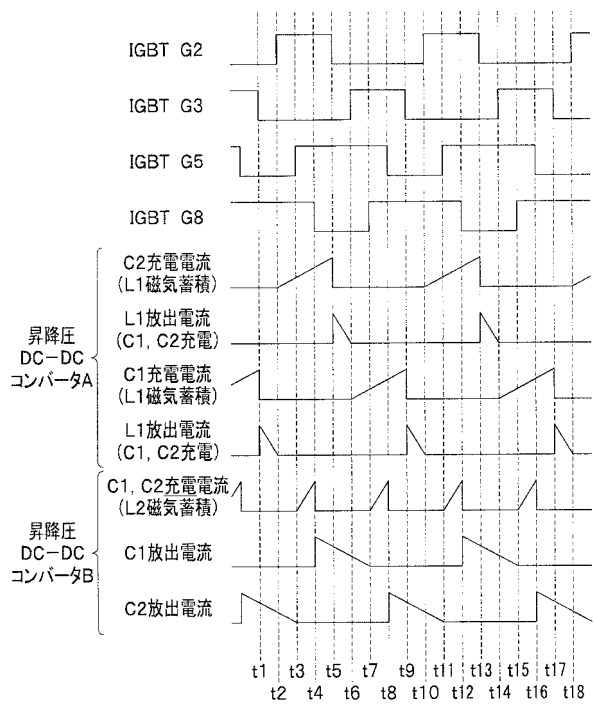 IGBT G2
IGBT G3
IGBT G5
IGBT G8
昇降圧
DC−DC
コンバータA
C2充電電流
(L1磁気蓄積)
L1放出電流
(C1, C2充電)
C1充電電流
(L1磁気蓄積)
L1放出電流
(C1, C2充電)
昇降圧
DC−DC
コンバータB
C1, C2充電電流
(L2磁気蓄積)
C1放出電流
C2放出電流
t1 t3 t5 t7 t9 t11 t13 t15 t17
t2 t4 t6 t8 t10 t12 t14 t16 t18